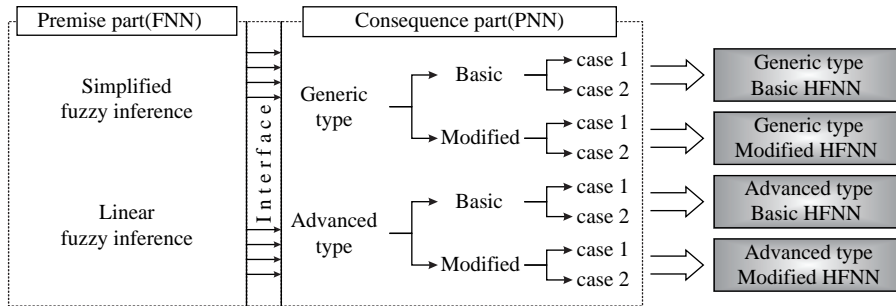 Premise part(FNN)
Simplified
fuzzy inference
Linear
fuzzy inference
Interface
Consequence part(PNN)
Generic
type
Basic
case 1
case 2
Modified
case 1
case 2
Advanced
type
Basic
case 1
case 2
Modified
case 1
case 2
Generic type
Basic HFNN
Generic type
Modified HFNN
Advanced type
Basic HFNN
Advanced type
Modified HFNN